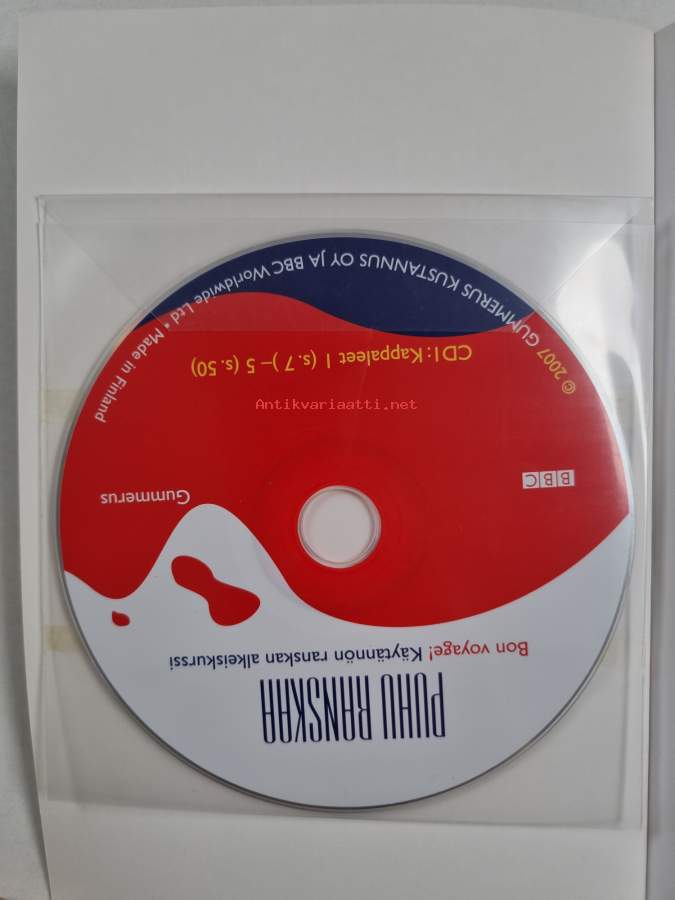 PUHU RANSKAA
Bon voyage! Käytännön ranskan alkeiskurssi
BBC
Gummerus
CD1: Kappaleet 1 (s. 7) – 5 (s. 50)
© 2007 GUMMERUS KUSTANNUS OY JA BBC Worldwide Ltd • Made in Finland
Antikvariaatti.net